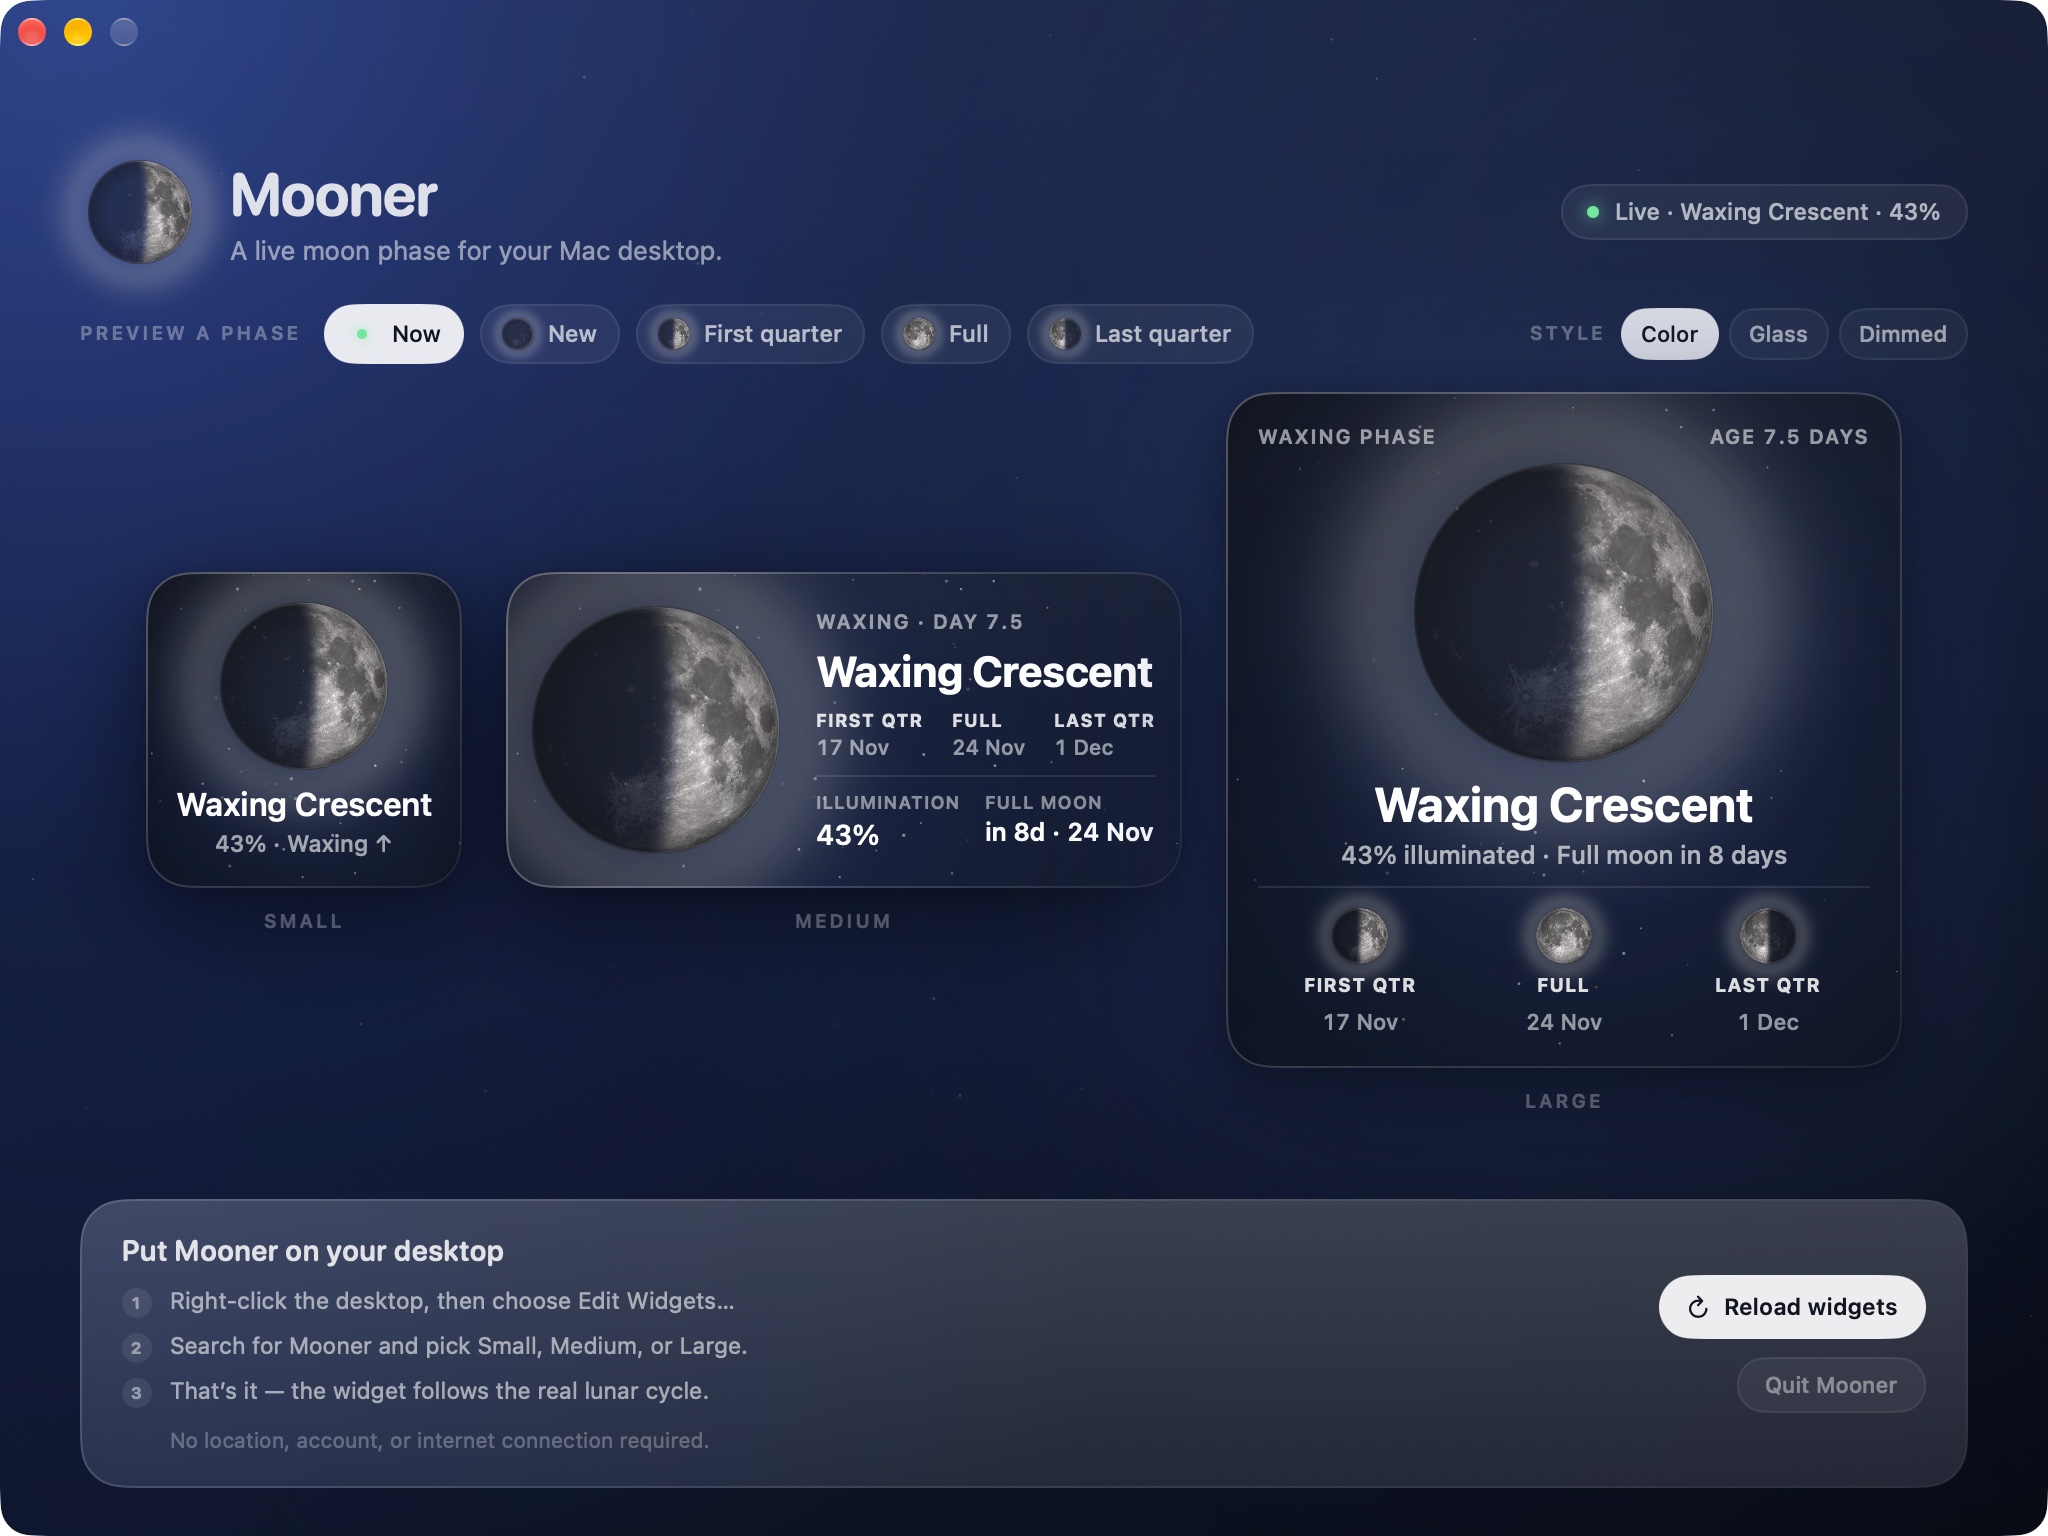 Mooner
A live moon phase for your Mac desktop.
Live · Waxing Crescent · 43%
PREVIEW A PHASE
Now
New
First quarter
Full
Last quarter
STYLE
Color
Glass
Dimmed
Waxing Crescent
43% · Waxing ↑
SMALL
WAXING · DAY 7.5
Waxing Crescent
FIRST QTR FULL LAST QTR
17 Nov 24 Nov 1 Dec
ILLUMINATION FULL MOON
43% in 8d · 24 Nov
MEDIUM
WAXING PHASE
AGE 7.5 DAYS
Waxing Crescent
43% illuminated · Full moon in 8 days
FIRST QTR FULL LAST QTR
17 Nov 24 Nov 1 Dec
LARGE
Put Mooner on your desktop
1 Right-click the desktop, then choose Edit Widgets…
2 Search for Mooner and pick Small, Medium, or Large.
3 That’s it — the widget follows the real lunar cycle.
No location, account, or internet connection required.
Reload widgets
Quit Mooner